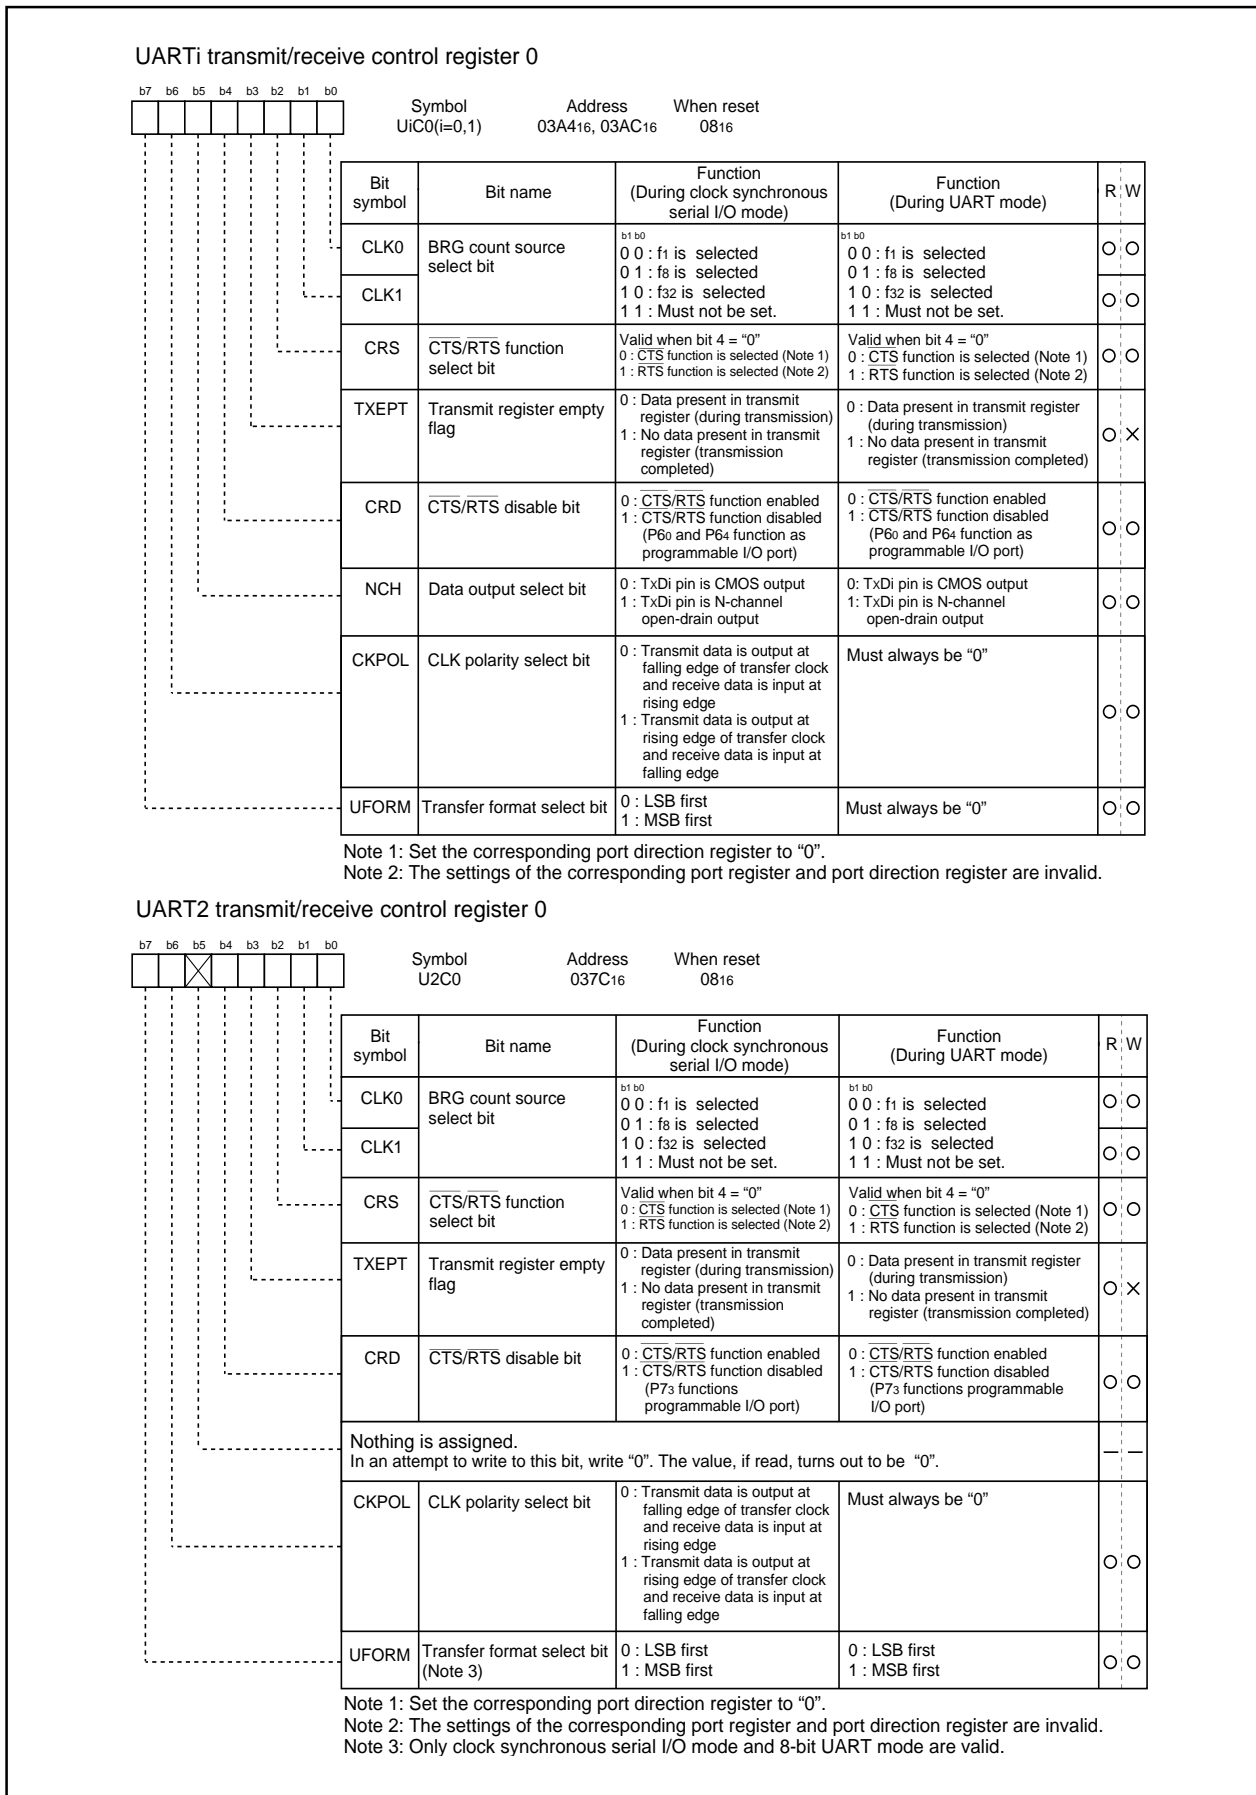 UARTi transmit/receive control register 0
b7 b6 b5 b4 b3 b2 b1 b0
Symbol Address When reset
UiC0(i=0,1) 03A416, 03AC16 0816
Bit symbol Bit name Function (During clock synchronous serial I/O mode) Function (During UART mode) R W
CLK0 BRG count source select bit
b1 b0
0 0 : f1 is selected
0 1 : f8 is selected
1 0 : f32 is selected
1 1 : Must not be set.
b1 b0
0 0 : f1 is selected
0 1 : f8 is selected
1 0 : f32 is selected
1 1 : Must not be set.
CLK1
CRS CTS/RTS function select bit
Valid when bit 4 = “0”
0 : CTS function is selected (Note 1)
1 : RTS function is selected (Note 2)
Valid when bit 4 = “0”
0 : CTS function is selected (Note 1)
1 : RTS function is selected (Note 2)
TXEPT Transmit register empty flag
0 : Data present in transmit
register (during transmission)
1 : No data present in transmit
register (transmission
completed)
0 : Data present in transmit register
(during transmission)
1 : No data present in transmit
register (transmission completed)
CRD CTS/RTS disable bit
0 : CTS/RTS function enabled
1 : CTS/RTS function disabled
(P60 and P64 function as
programmable I/O port)
0 : CTS/RTS function enabled
1 : CTS/RTS function disabled
(P60 and P64 function as
programmable I/O port)
NCH Data output select bit
0 : TxDi pin is CMOS output
1 : TxDi pin is N-channel
open-drain output
0: TxDi pin is CMOS output
1: TxDi pin is N-channel
open-drain output
CKPOL CLK polarity select bit
0 : Transmit data is output at
falling edge of transfer clock
and receive data is input at
rising edge
1 : Transmit data is output at
rising edge of transfer clock
and receive data is input at
falling edge
Must always be “0”
UFORM Transfer format select bit
0 : LSB first
1 : MSB first
Must always be “0”
Note 1: Set the corresponding port direction register to “0”.
Note 2: The settings of the corresponding port register and port direction register are invalid.
UART2 transmit/receive control register 0
b7 b6 b5 b4 b3 b2 b1 b0
Symbol Address When reset
U2C0 037C16 0816
Bit symbol Bit name Function (During clock synchronous serial I/O mode) Function (During UART mode) R W
CLK0 BRG count source select bit
b1 b0
0 0 : f1 is selected
0 1 : f8 is selected
1 0 : f32 is selected
1 1 : Must not be set.
b1 b0
0 0 : f1 is selected
0 1 : f8 is selected
1 0 : f32 is selected
1 1 : Must not be set.
CLK1
CRS CTS/RTS function select bit
Valid when bit 4 = “0”
0 : CTS function is selected (Note 1)
1 : RTS function is selected (Note 2)
Valid when bit 4 = “0”
0 : CTS function is selected (Note 1)
1 : RTS function is selected (Note 2)
TXEPT Transmit register empty flag
0 : Data present in transmit
register (during transmission)
1 : No data present in transmit
register (transmission
completed)
0 : Data present in transmit register
(during transmission)
1 : No data present in transmit
register (transmission completed)
CRD CTS/RTS disable bit
0 : CTS/RTS function enabled
1 : CTS/RTS function disabled
(P73 functions
programmable I/O port)
0 : CTS/RTS function enabled
1 : CTS/RTS function disabled
(P73 functions programmable
I/O port)
Nothing is assigned.
In an attempt to write to this bit, write “0”. The value, if read, turns out to be “0”.
CKPOL CLK polarity select bit
0 : Transmit data is output at
falling edge of transfer clock
and receive data is input at
rising edge
1 : Transmit data is output at
rising edge of transfer clock
and receive data is input at
falling edge
Must always be “0”
UFORM Transfer format select bit (Note 3)
0 : LSB first
1 : MSB first
0 : LSB first
1 : MSB first
Note 1: Set the corresponding port direction register to “0”.
Note 2: The settings of the corresponding port register and port direction register are invalid.
Note 3: Only clock synchronous serial I/O mode and 8-bit UART mode are valid.